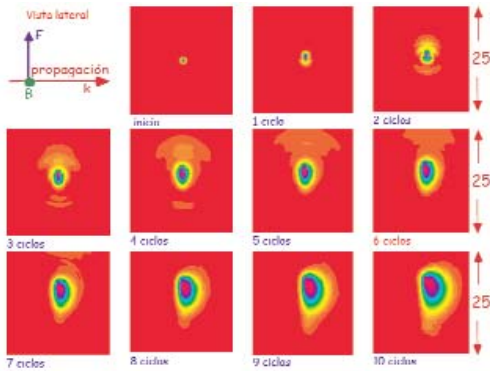 Vista lateral
F
propagación
B
k
inicio
1 ciclo
2 ciclos
25
3 ciclos
4 ciclos
5 ciclos
6 ciclos
25
7 ciclos
8 ciclos
9 ciclos
10 ciclos
25